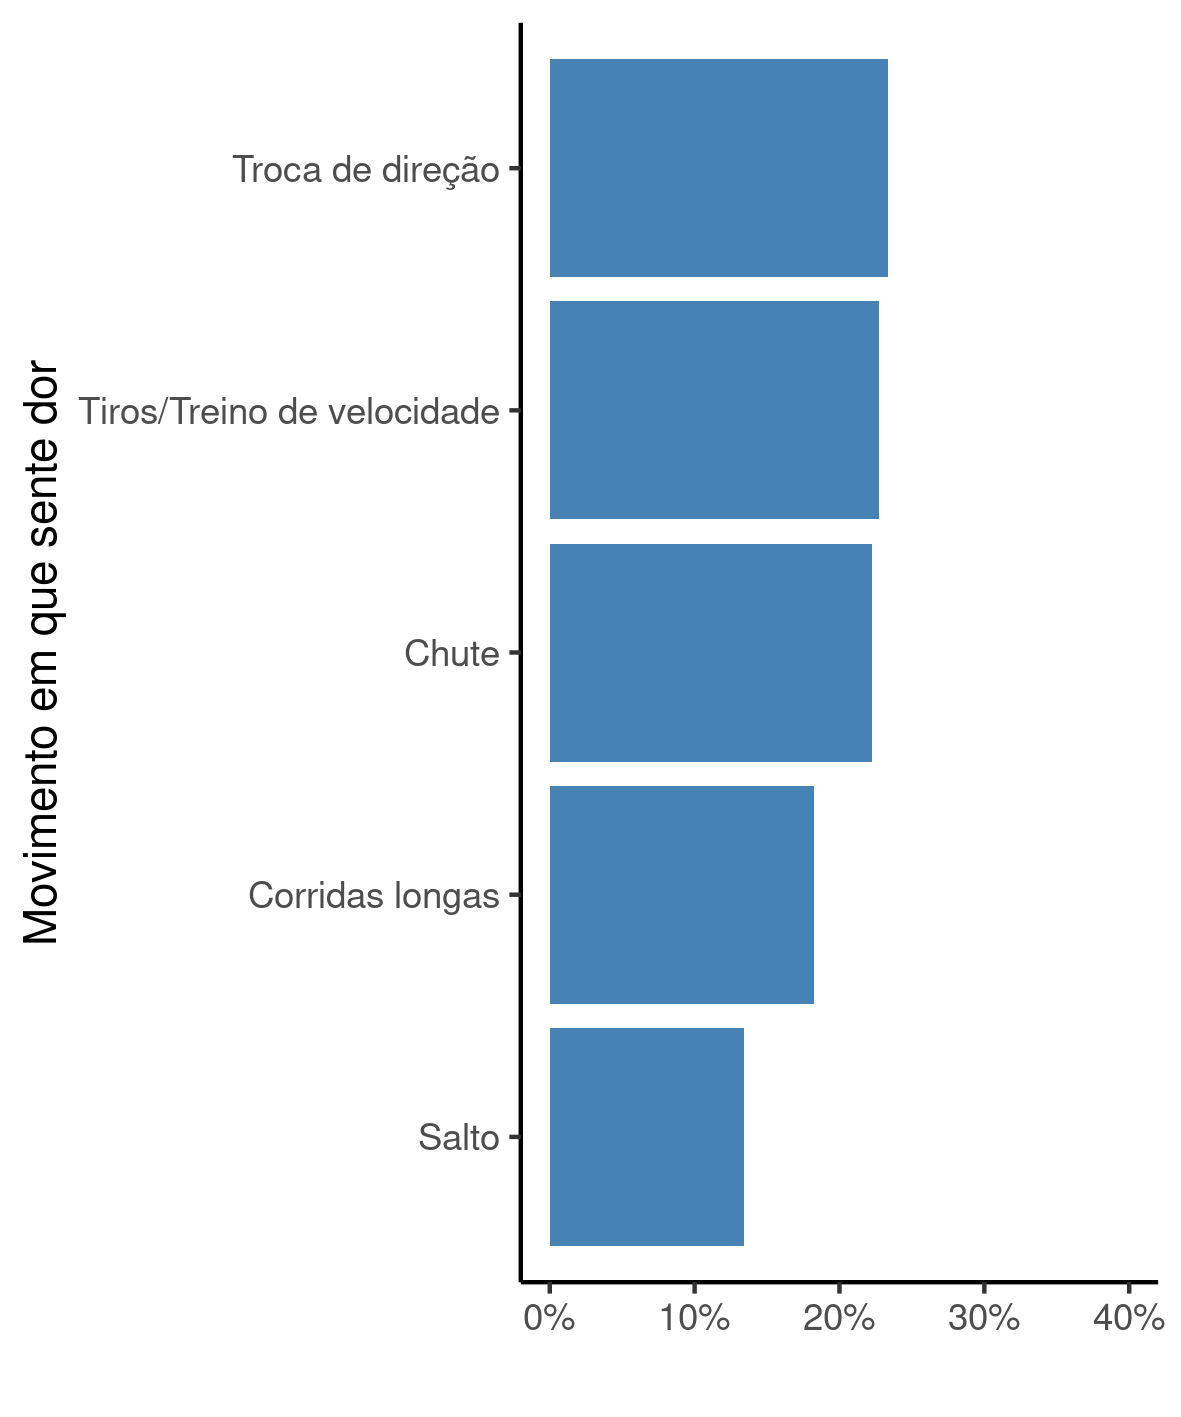 Movimento em que sente dor
Troca de direção
Tiros/Treino de velocidade
Chute
Corridas longas
Salto
0% 10% 20% 30% 40%